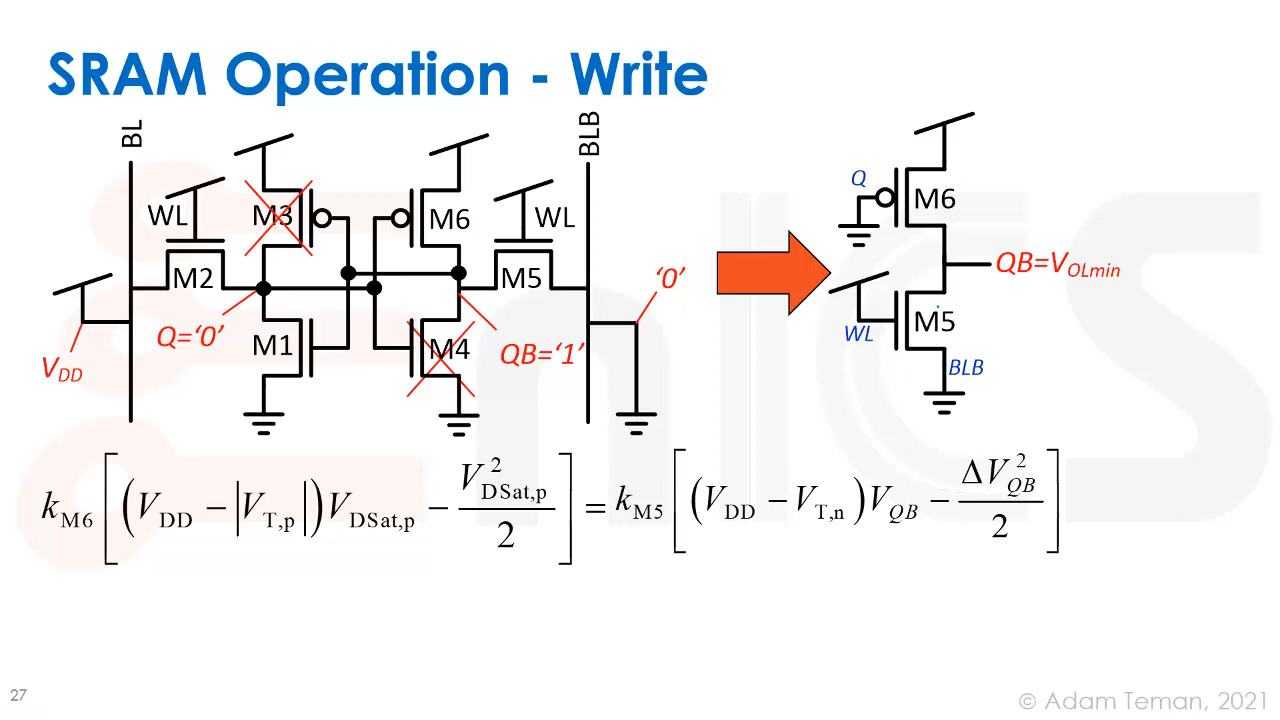 SRAM Operation - Write
BL
BLB
WL
M3
M6
WL
M2
M5
'0'
Q='0'
M1
M4
QB='1'
V_DD
Q
M6
QB=V_OLmin
M5
WL
BLB
k_M6 [ (V_DD − |V_T,p|) V_DSat,p − V²_DSat,p / 2 ] = k_M5 [ (V_DD − V_T,n) V_QB − ΔV²_QB / 2 ]
27
© Adam Teman, 2021
nics